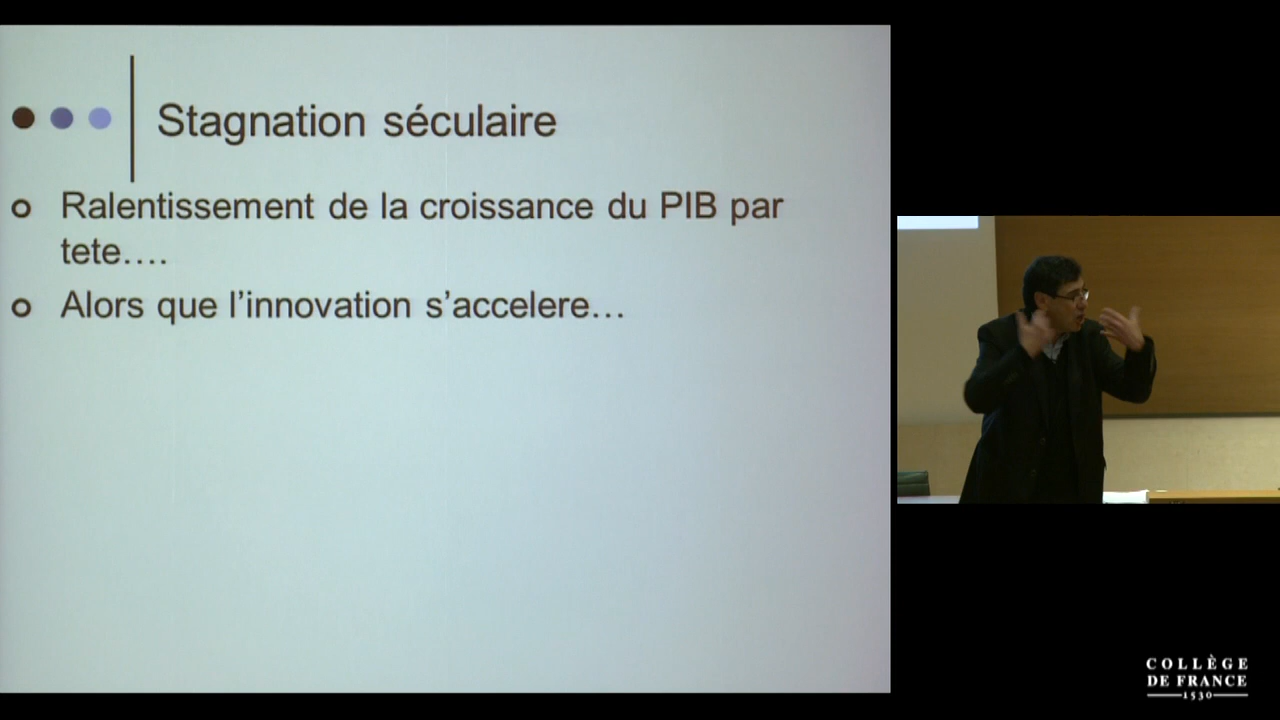 Stagnation séculaire
Ralentissement de la croissance du PIB par
tete….
Alors que l’innovation s’accelere…
COLLÈGE
DE FRANCE
1530